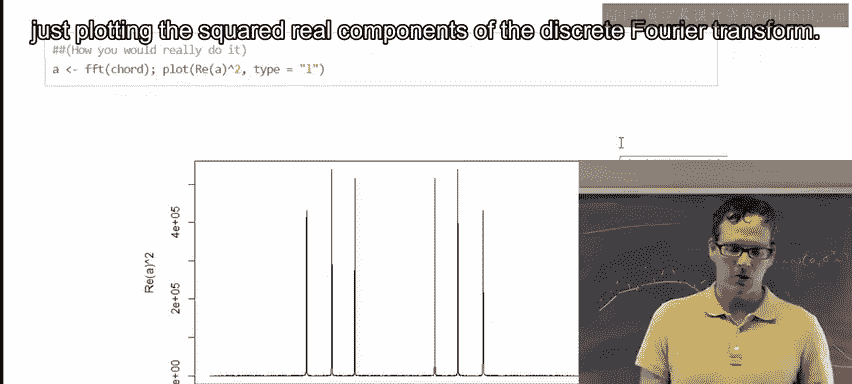 just plotting the squared real components of the discrete Fourier transform.
##(How you would really do it)
a <- fft(chord); plot(Re(a)^2, type = "l")
Re(a)^2
4e+05
2e+05
e+00